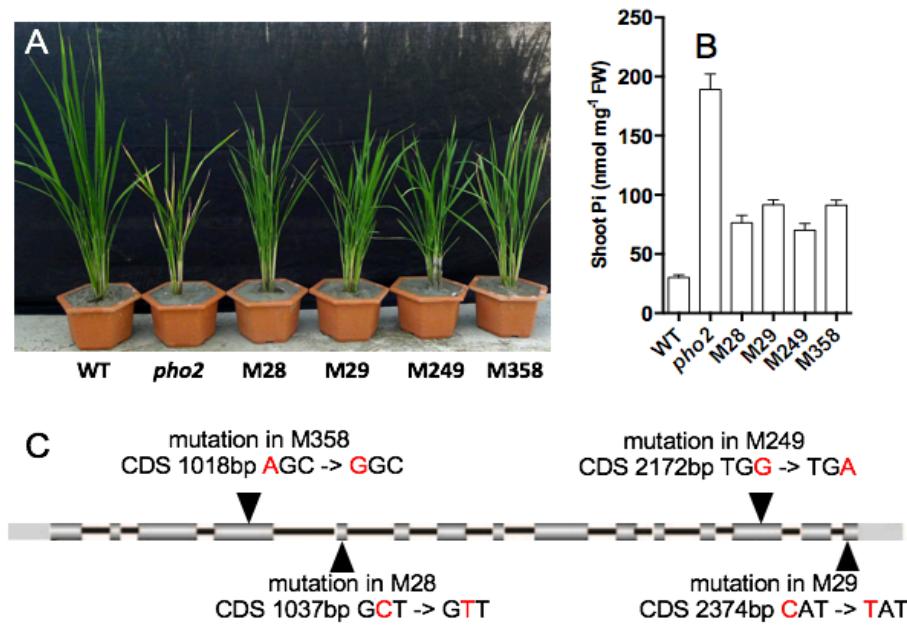 A
WT pho2 M28 M29 M249 M358
B
Shoot Pi (nmol mg⁻¹ FW)
250
200
150
100
50
0
WT pho2 M28 M29 M249 M358
C
mutation in M358
CDS 1018bp AGC -> GGC
mutation in M249
CDS 2172bp TGG -> TGA
mutation in M28
CDS 1037bp GCT -> GTT
mutation in M29
CDS 2374bp CAT -> TAT